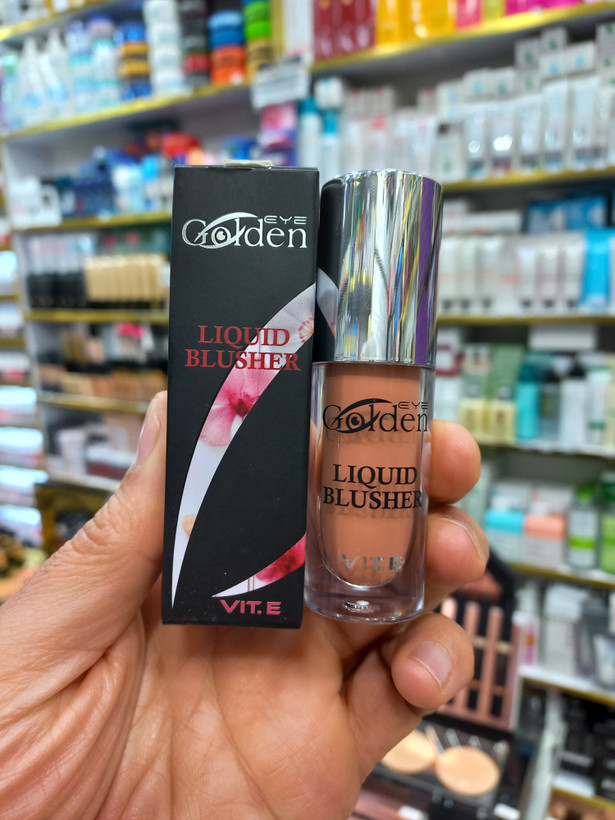 EYE
Golden
LIQUID
BLUSHER
VIT. E
EYE
Golden
LIQUID
BLUSHER
VIT. E